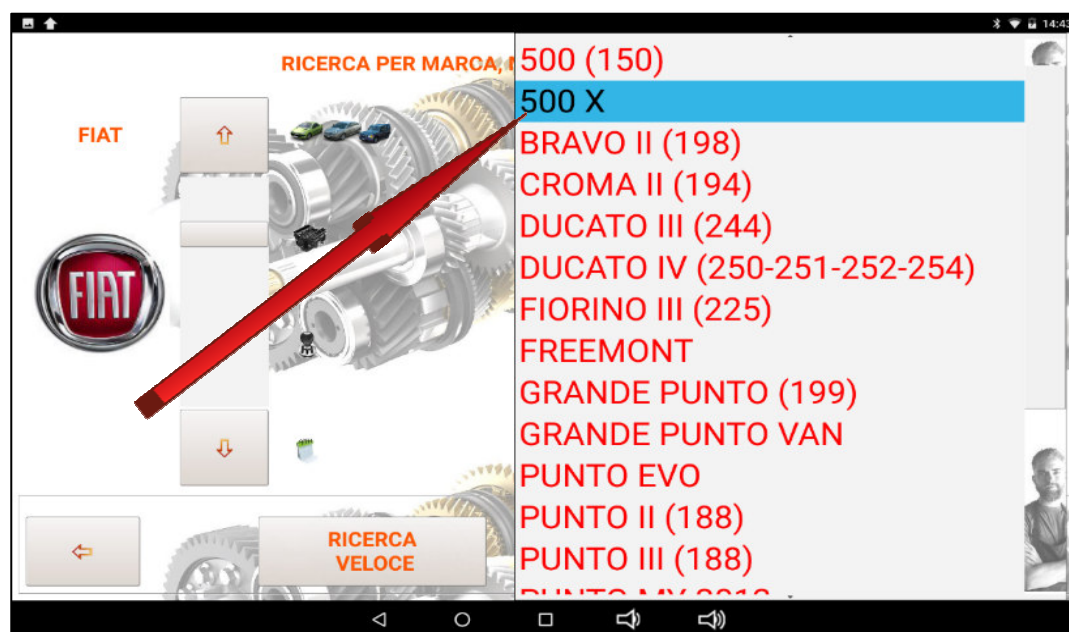 14:43
RICERCA PER MARCA,
FIAT
FIAT
RICERCA
VELOCE
500 (150)
500 X
BRAVO II (198)
CROMA II (194)
DUCATO III (244)
DUCATO IV (250-251-252-254)
FIORINO III (225)
FREEMONT
GRANDE PUNTO (199)
GRANDE PUNTO VAN
PUNTO EVO
PUNTO II (188)
PUNTO III (188)